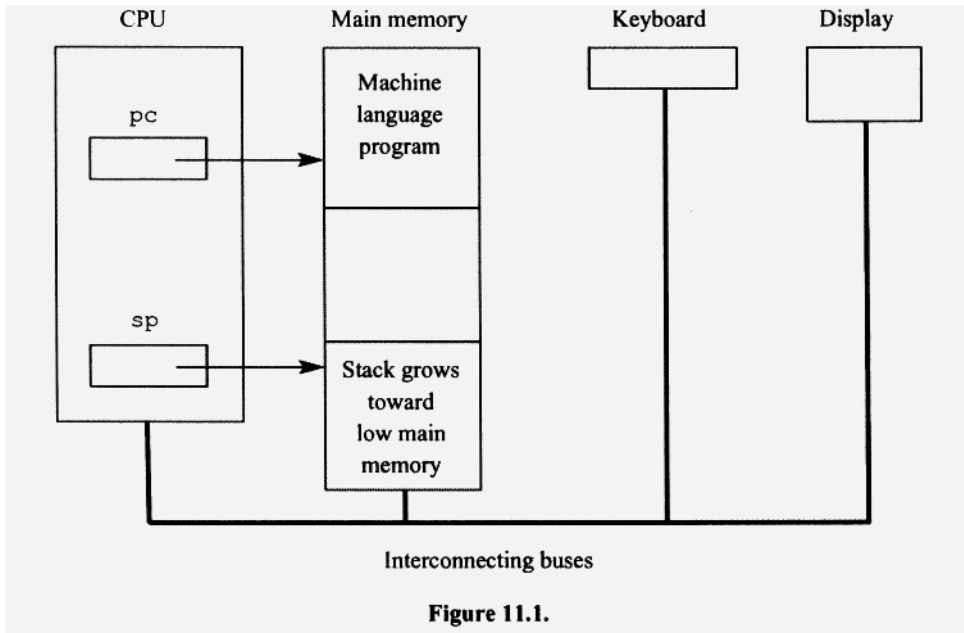 CPU
Main memory
Keyboard
Display
pc
Machine
language
program
sp
Stack grows
toward
low main
memory
Interconnecting buses
Figure 11.1.